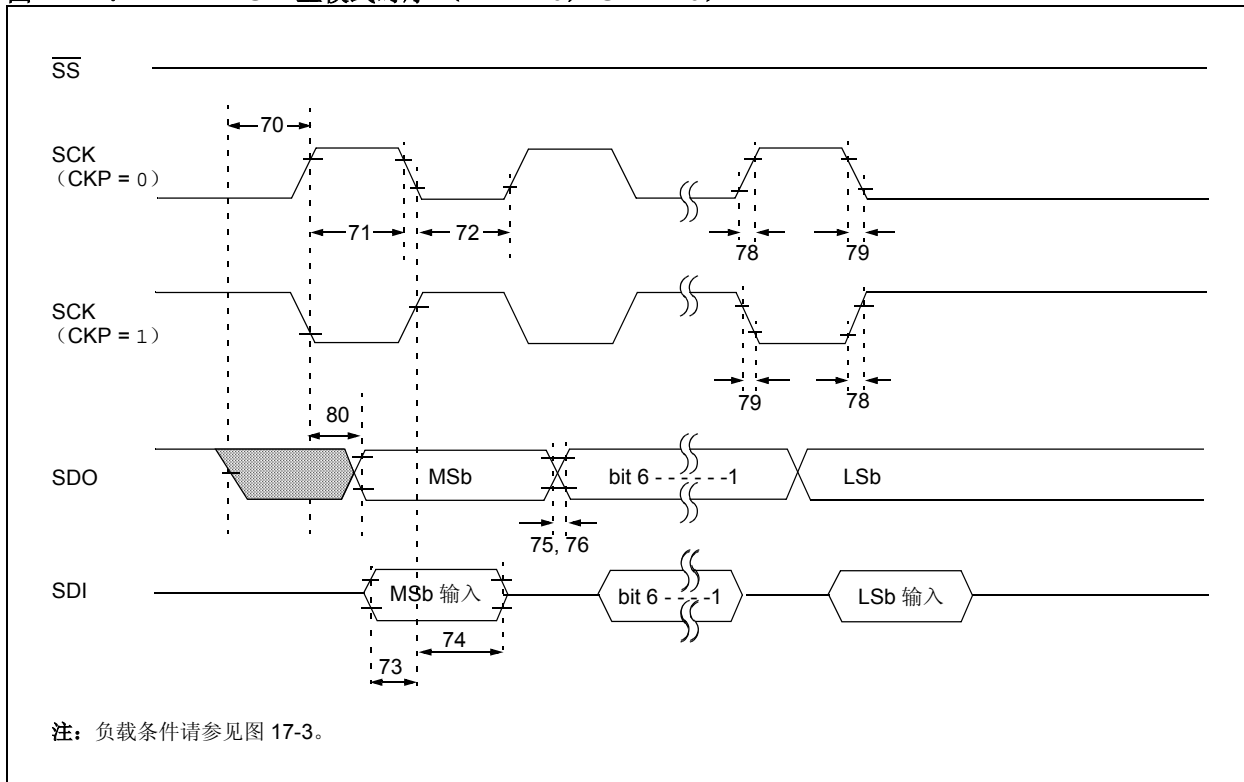 SS
70
SCK
（CKP = 0）
71
72
78
79
SCK
（CKP = 1）
79
78
80
SDO
MSb
bit 6 - - - - - -1
LSb
75, 76
SDI
MSb 输入
bit 6 - - - -1
LSb 输入
74
73
注：负载条件请参见图 17-3。